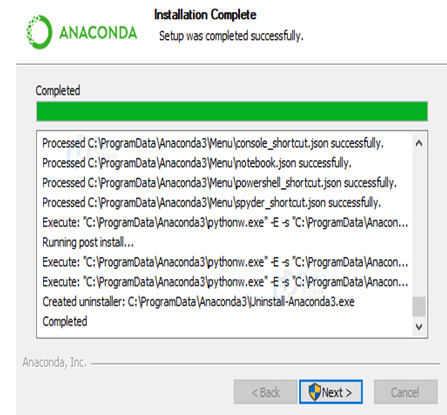 ANACONDA
Installation Complete
Setup was completed successfully.
Completed
Processed C:\ProgramData\Anaconda3\Menu\console_shortcut.json successfully.
Processed C:\ProgramData\Anaconda3\Menu\notebook.json successfully.
Processed C:\ProgramData\Anaconda3\Menu\powershell_shortcut.json successfully.
Processed C:\ProgramData\Anaconda3\Menu\spyder_shortcut.json successfully.
Execute: "C:\ProgramData\Anaconda3\pythonw.exe" -E -s "C:\ProgramData\Anacon...
Running post install...
Execute: "C:\ProgramData\Anaconda3\pythonw.exe" -E -s "C:\ProgramData\Anacon...
Execute: "C:\ProgramData\Anaconda3\pythonw.exe" -E -s "C:\ProgramData\Anacon...
Created uninstaller: C:\ProgramData\Anaconda3\Uninstall-Anaconda3.exe
Completed
Anaconda, Inc.
< Back Next > Cancel